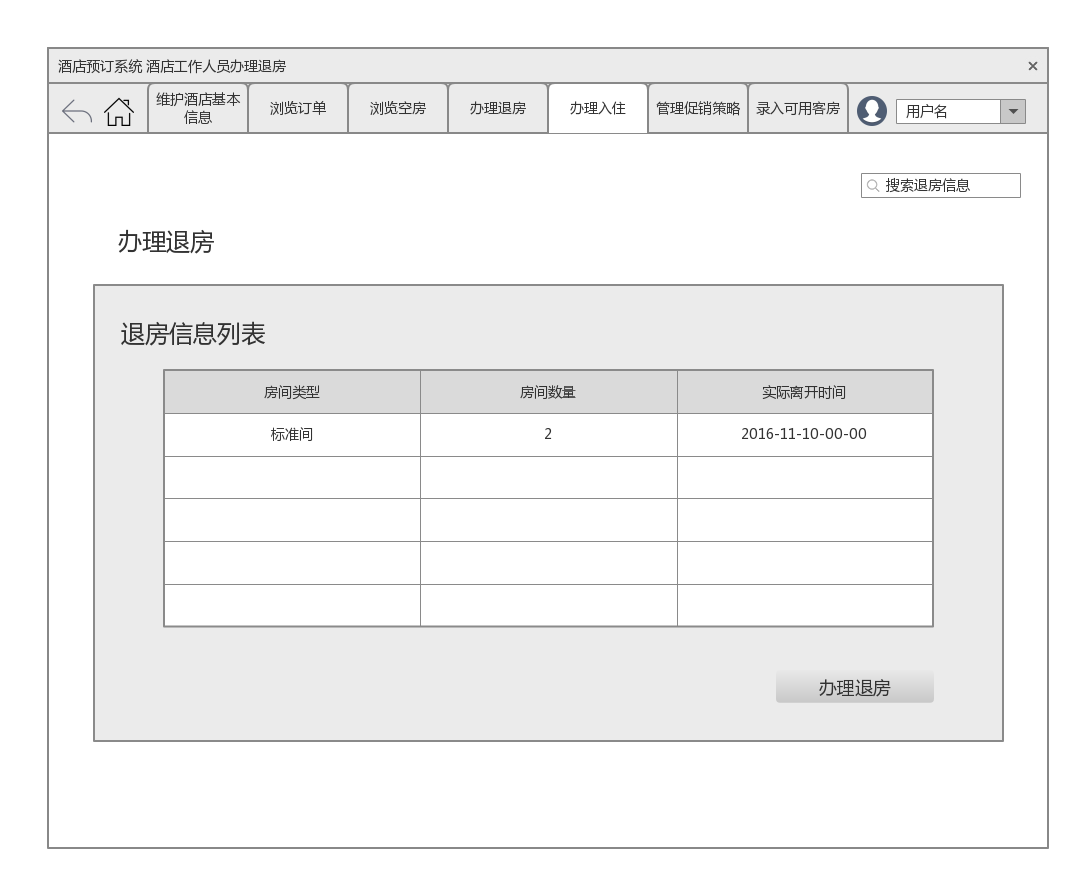 酒店预订系统 酒店工作人员办理退房
×
维护酒店基本
信息
浏览订单
浏览空房
办理退房
办理入住
管理促销策略
录入可用客房
用户名
搜索退房信息
办理退房
退房信息列表
房间类型 房间数量 实际离开时间
标准间 2 2016-11-10-00-00
办理退房